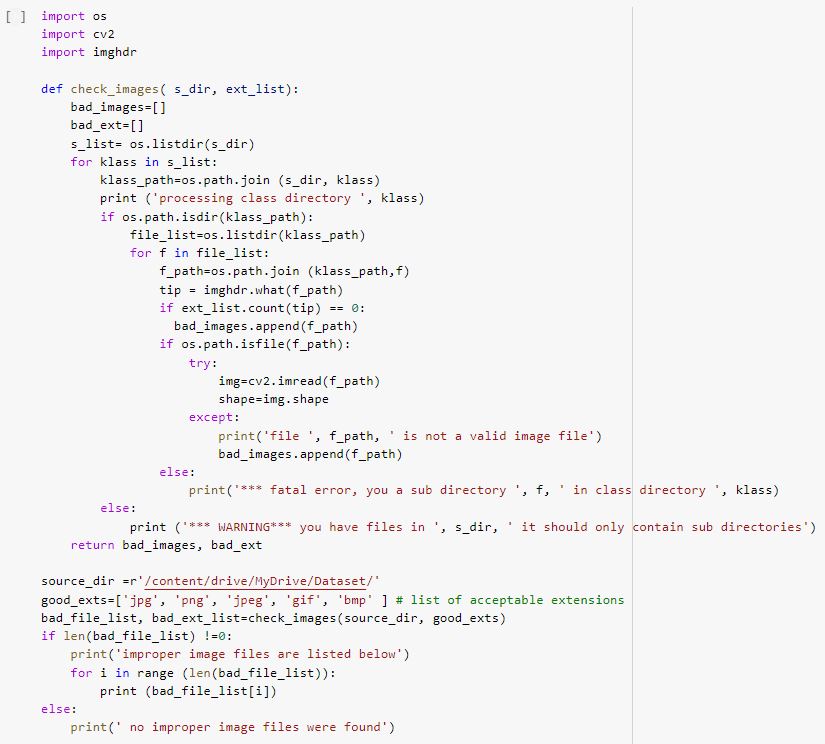 [ ] import os
import cv2
import imghdr

def check_images( s_dir, ext_list):
    bad_images=[]
    bad_ext=[]
    s_list= os.listdir(s_dir)
    for klass in s_list:
        klass_path=os.path.join (s_dir, klass)
        print ('processing class directory ', klass)
        if os.path.isdir(klass_path):
            file_list=os.listdir(klass_path)
            for f in file_list:
                f_path=os.path.join (klass_path,f)
                tip = imghdr.what(f_path)
                if ext_list.count(tip) == 0:
                  bad_images.append(f_path)
                if os.path.isfile(f_path):
                    try:
                        img=cv2.imread(f_path)
                        shape=img.shape
                    except:
                        print('file ', f_path, ' is not a valid image file')
                        bad_images.append(f_path)
                else:
                    print('*** fatal error, you a sub directory ', f, ' in class directory ', klass)
        else:
            print ('*** WARNING*** you have files in ', s_dir, ' it should only contain sub directories')
    return bad_images, bad_ext

source_dir =r'/content/drive/MyDrive/Dataset/'
good_exts=['jpg', 'png', 'jpeg', 'gif', 'bmp' ] # list of acceptable extensions
bad_file_list, bad_ext_list=check_images(source_dir, good_exts)
if len(bad_file_list) !=0:
    print('improper image files are listed below')
    for i in range (len(bad_file_list)):
        print (bad_file_list[i])
else:
    print(' no improper image files were found')